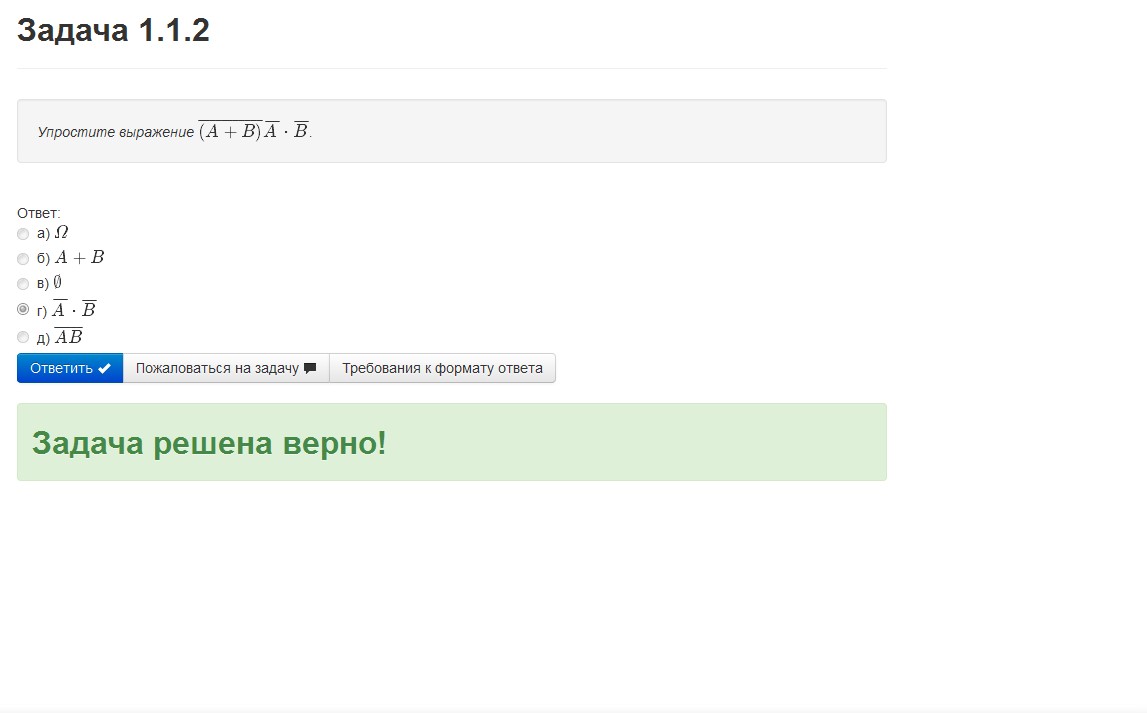 Задача 1.1.2
Упростите выражение $\overline{(A + B)}\,\overline{A} \cdot \overline{B}$.
Ответ:
а) $\Omega$
б) $A + B$
в) $\emptyset$
г) $\overline{A} \cdot \overline{B}$
д) $\overline{AB}$
Ответить Пожаловаться на задачу Требования к формату ответа
Задача решена верно!